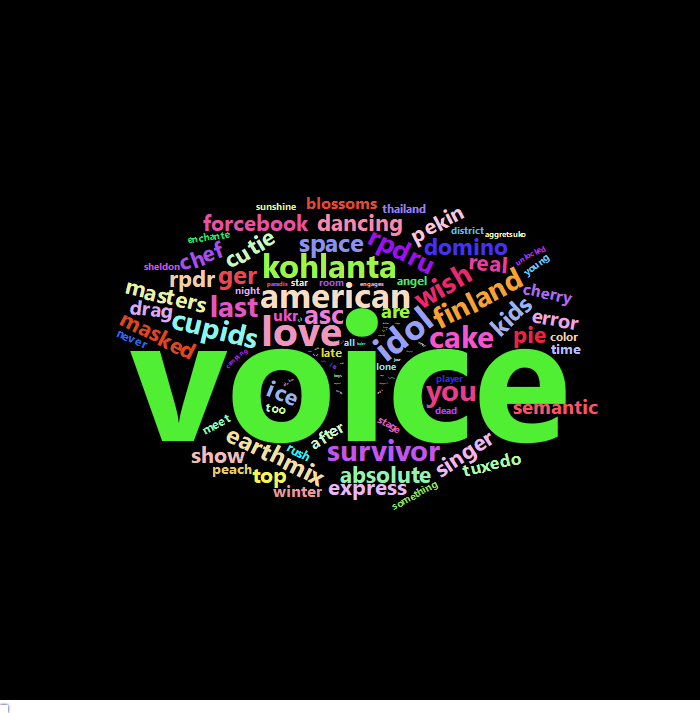 sunshine
blossoms
thailand
forcebook
dancing
pekin
district
aggretsuko
enchante
cutie
space
rpdru
domino
unlocked
sheldon
chef
kohlanta
real
young
rpdr
ger
paradis
star
room
engages
angel
wish
night
masters
last
american
finland
cherry
drag
ukr
asc
are
idol
kids
error
masked
cupids
love
cake
pie
color
never
late
all
time
voice
ice
lone
player
you
too
dead
semantic
meet
stage
earthmix
rush
after
survivor
singer
show
peach
top
absolute
tuxedo
winter
express
something